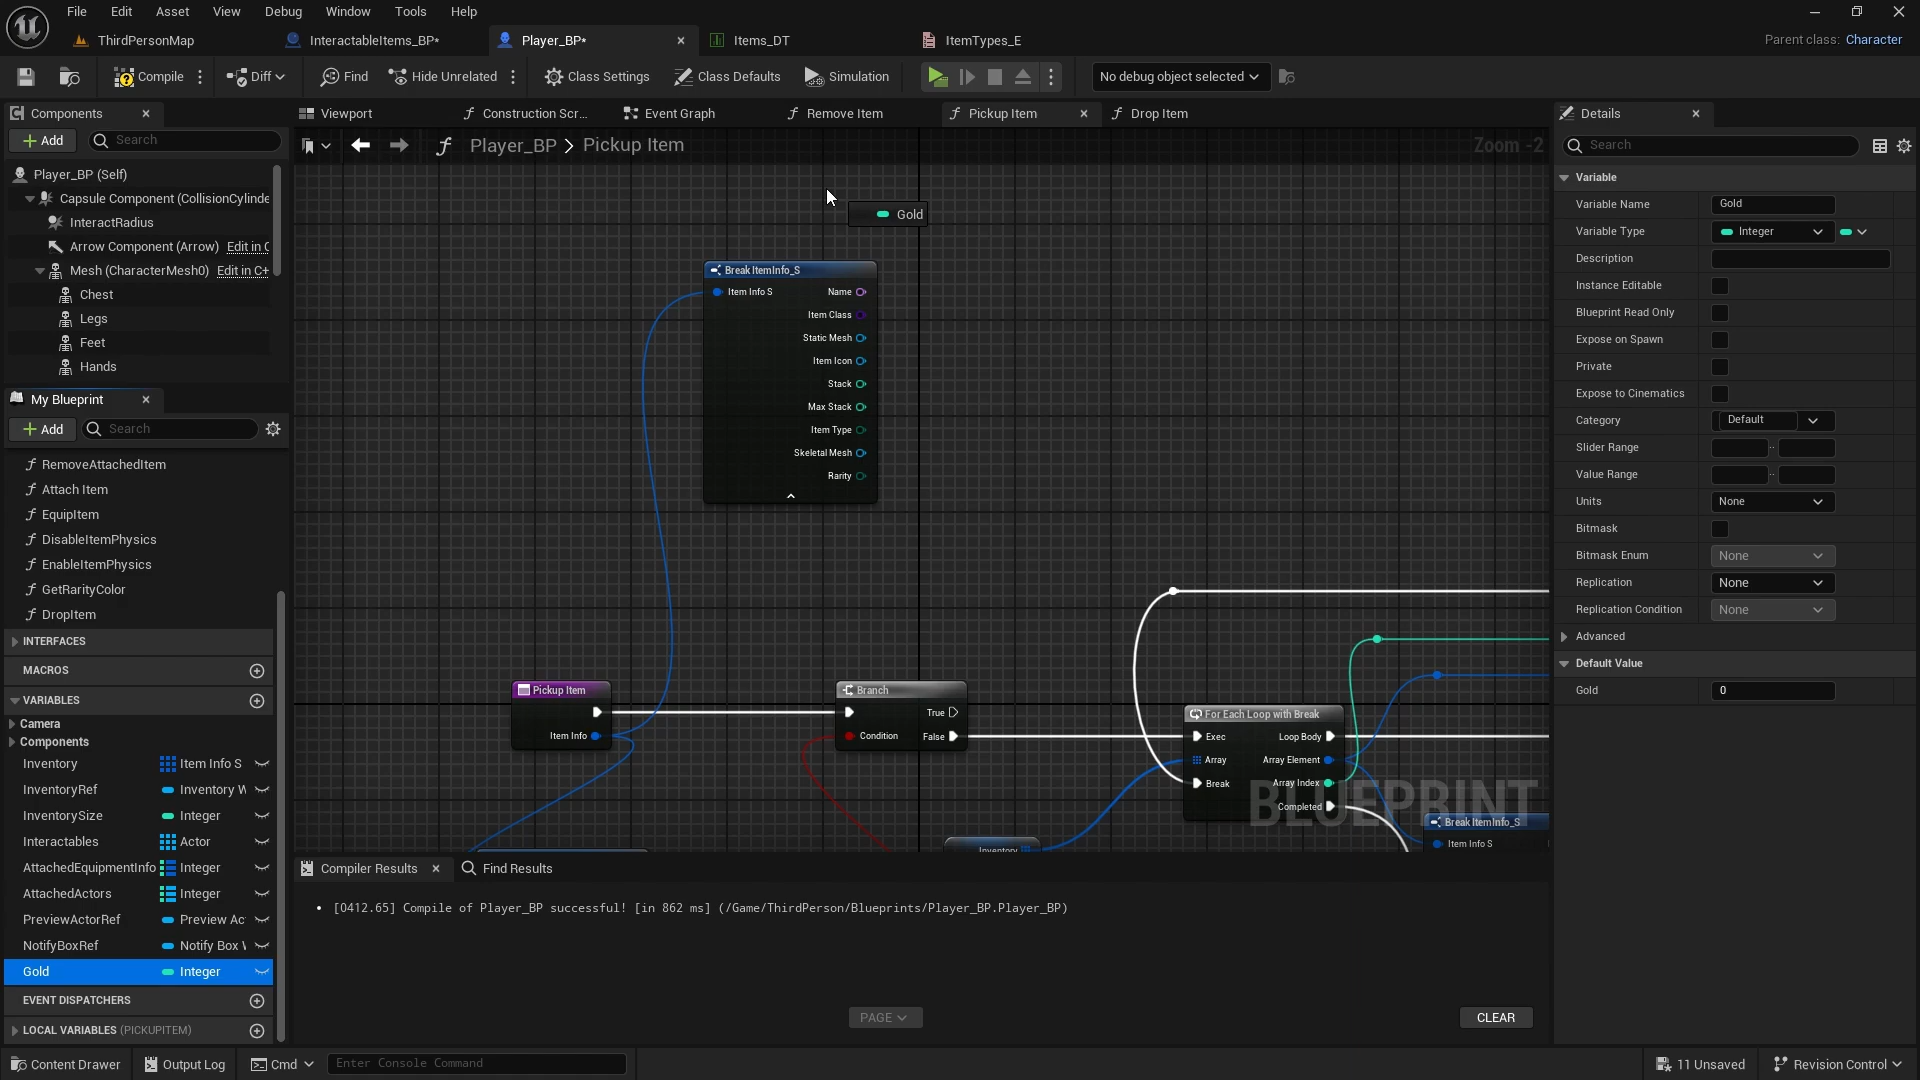 File Edit Asset View Debug Window Tools Help
ThirdPersonMap InteractableItems_BP* Player_BP* Items_DT ItemTypes_E Parent class: Character
Compile Diff Find Hide Unrelated Class Settings Class Defaults Simulation No debug object selected
Components Viewport Construction Scr... Event Graph Remove Item Pickup Item Drop Item Details
Add Search Player_BP > Pickup Item Zoom -2 Search
Player_BP (Self)
Capsule Component (CollisionCylinde
InteractRadius
Arrow Component (Arrow) Edit in C
Mesh (CharacterMesh0) Edit in C+
Chest
Legs
Feet
Hands
My Blueprint
Add Search
RemoveAttachedItem
Attach Item
EquipItem
DisableItemPhysics
EnableItemPhysics
GetRarityColor
DropItem
INTERFACES
MACROS
VARIABLES
Camera
Components
Inventory Item Info S
InventoryRef Inventory W
InventorySize Integer
Interactables Actor
AttachedEquipmentInfo Integer
AttachedActors Integer
PreviewActorRef Preview Ac
NotifyBoxRef Notify Box
Gold Integer
EVENT DISPATCHERS
LOCAL VARIABLES (PICKUPITEM)
Gold
Break ItemInfo_S
Item Info S Name
Item Class
Static Mesh
Item Icon
Stack
Max Stack
Item Type
Skeletal Mesh
Rarity
Pickup Item
Item Info
Branch
True
Condition False
For Each Loop with Break
Exec Loop Body
Array Array Element
Break Array Index
Completed
BLUEPRINT
Break ItemInfo_S
Item Info S
Inventory
Compiler Results Find Results
• [0412.65] Compile of Player_BP successful! [in 862 ms] (/Game/ThirdPerson/Blueprints/Player_BP.Player_BP)
PAGE CLEAR
Variable
Variable Name Gold
Variable Type Integer
Description
Instance Editable
Blueprint Read Only
Expose on Spawn
Private
Expose to Cinematics
Category Default
Slider Range ..
Value Range ..
Units None
Bitmask
Bitmask Enum None
Replication None
Replication Condition None
Advanced
Default Value
Gold 0
Content Drawer Output Log Cmd Enter Console Command 11 Unsaved Revision Control